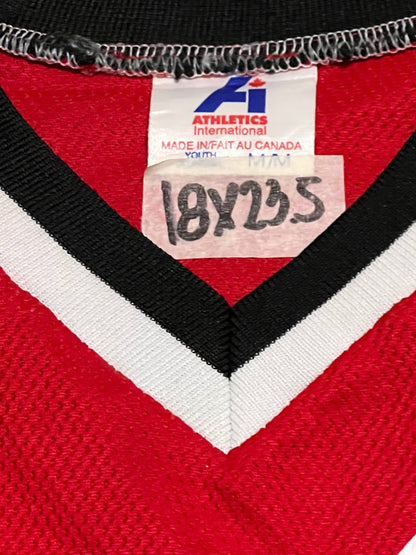 Ai
ATHLETICS
International
MADE IN/FAIT AU CANADA
YOUTH M/M
18X23.5